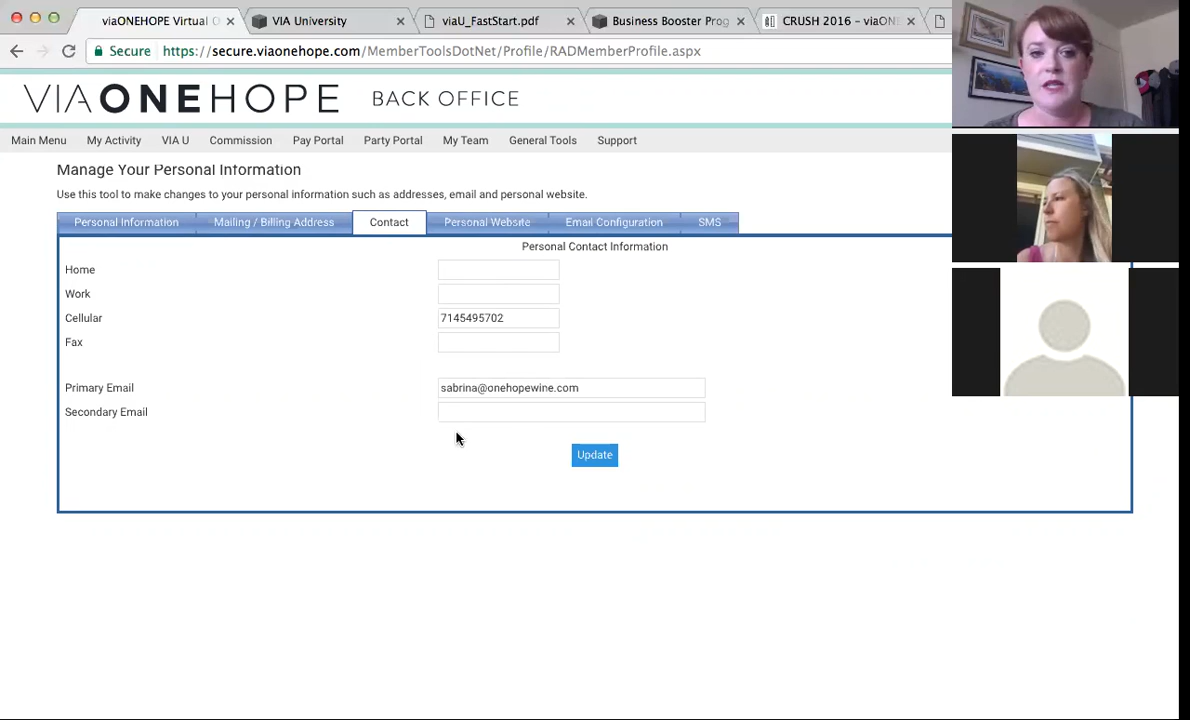 viaONEHOPE Virtual O
VIA University
viaU_FastStart.pdf
Business Booster Prog
CRUSH 2016 - viaON
Secure https://secure.viaonehope.com/MemberToolsDotNet/Profile/RADMemberProfile.aspx
VIAONEHOPE BACK OFFICE
Main Menu My Activity VIA U Commission Pay Portal Party Portal My Team General Tools Support
Manage Your Personal Information
Use this tool to make changes to your personal information such as addresses, email and personal website.
Personal Information Mailing / Billing Address Contact Personal Website Email Configuration SMS
Personal Contact Information
Home
Work
Cellular 7145495702
Fax
Primary Email sabrina@onehopewine.com
Secondary Email
Update